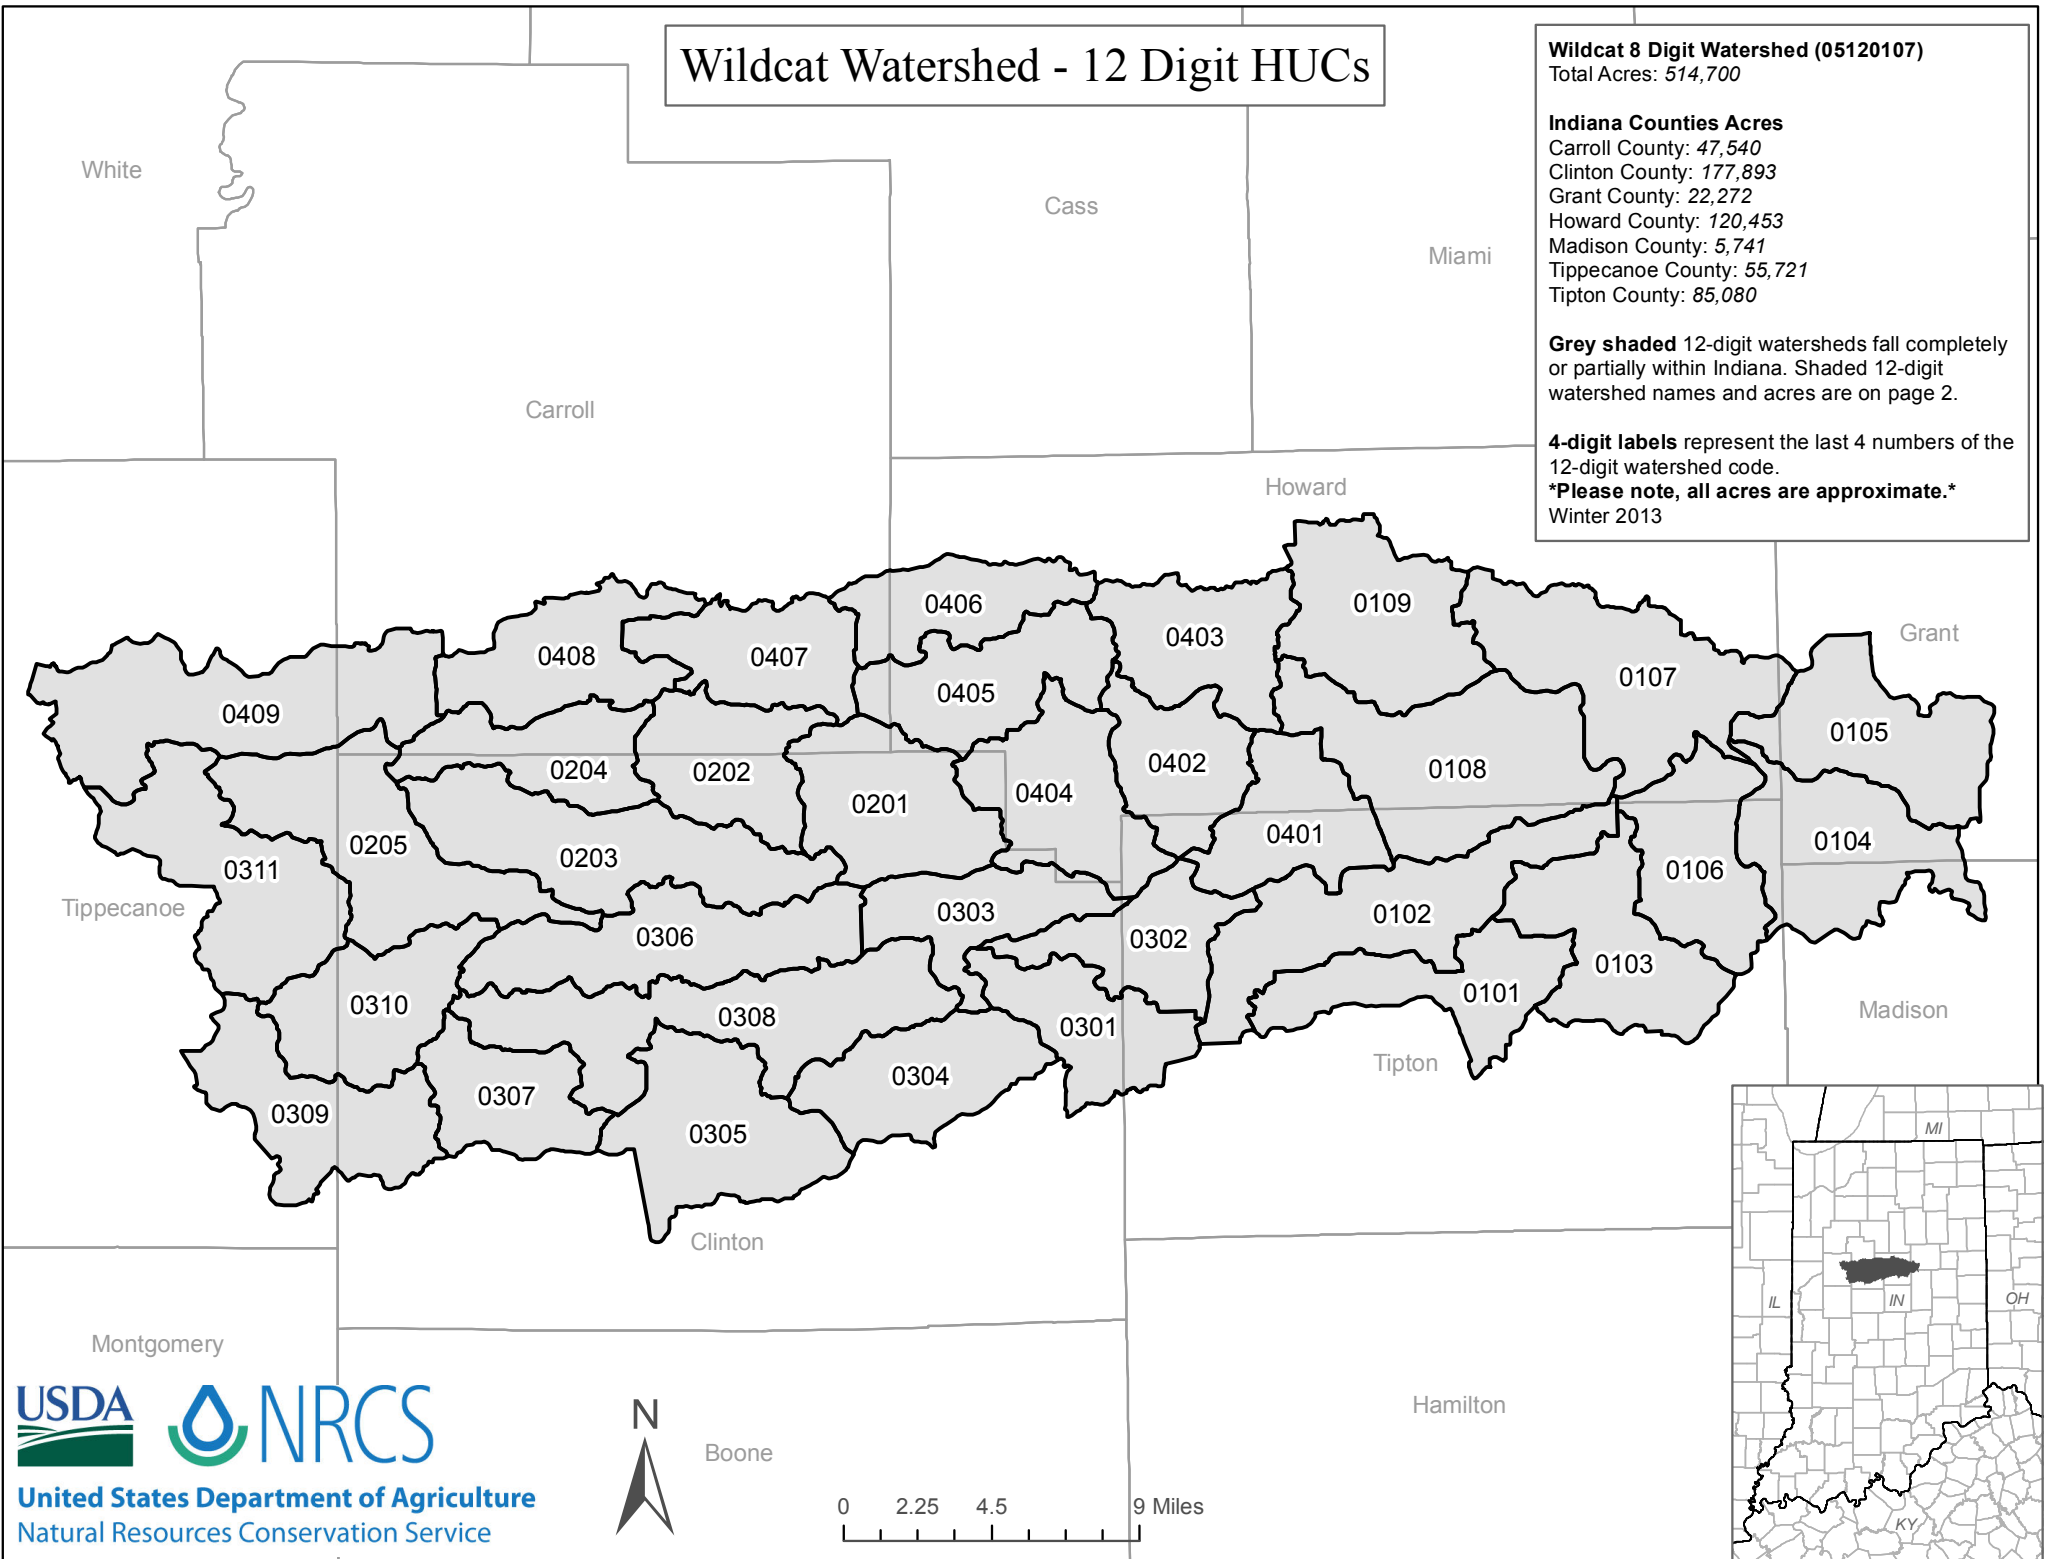 Wildcat Watershed - 12 Digit HUCs
Wildcat 8 Digit Watershed (05120107)
Total Acres: 514,700
Indiana Counties Acres
Carroll County: 47,540
Clinton County: 177,893
Grant County: 22,272
Howard County: 120,453
Madison County: 5,741
Tippecanoe County: 55,721
Tipton County: 85,080
Grey shaded 12-digit watersheds fall completely
or partially within Indiana. Shaded 12-digit
watershed names and acres are on page 2.
4-digit labels represent the last 4 numbers of the
12-digit watershed code.
*Please note, all acres are approximate.*
Winter 2013
White
Cass
Miami
Carroll
Howard
Grant
Tippecanoe
Madison
Tipton
Clinton
Montgomery
Boone
Hamilton
0406
0109
0403
0408
0407
0107
0405
0409
0105
0402
0204
0202
0108
0404
0201
0401
0104
0205
0203
0311
0106
0303
0102
0306
0302
0103
0101
0310
0308
0301
0304
0307
0309
0305
MI
IL
IN
OH
KY
USDA
NRCS
United States Department of Agriculture
Natural Resources Conservation Service
N
0 2.25 4.5 9 Miles